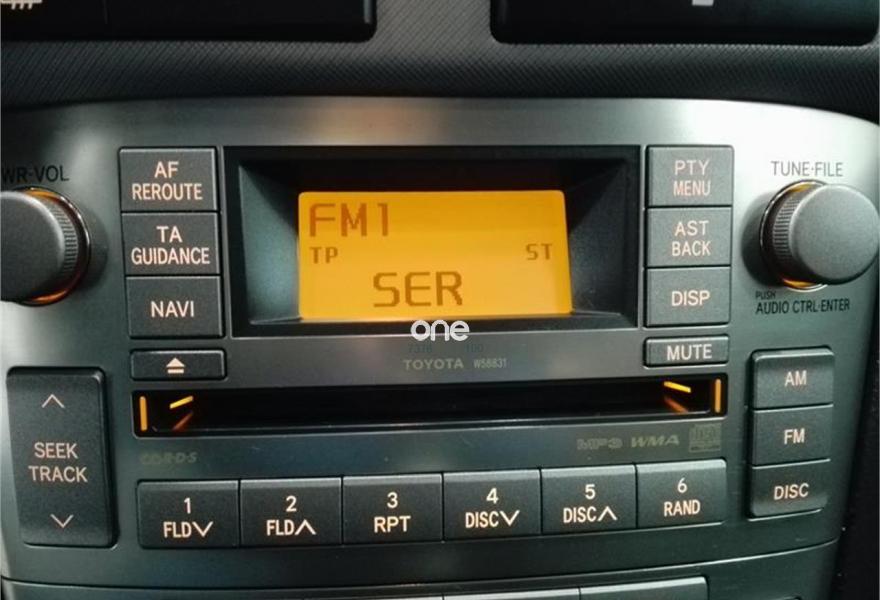 WR·VOL
AF
REROUTE
TA
GUIDANCE
NAVI
FM1
TP
ST
SER
PTY
MENU
AST
BACK
DISP
MUTE
TUNE·FILE
PUSH
AUDIO CTRL·ENTER
one
TOYOTA W58831
SEEK
TRACK
MP3 WMA
AM
FM
DISC
1
FLD
2
FLD
3
RPT
4
DISC
5
DISC
6
RAND